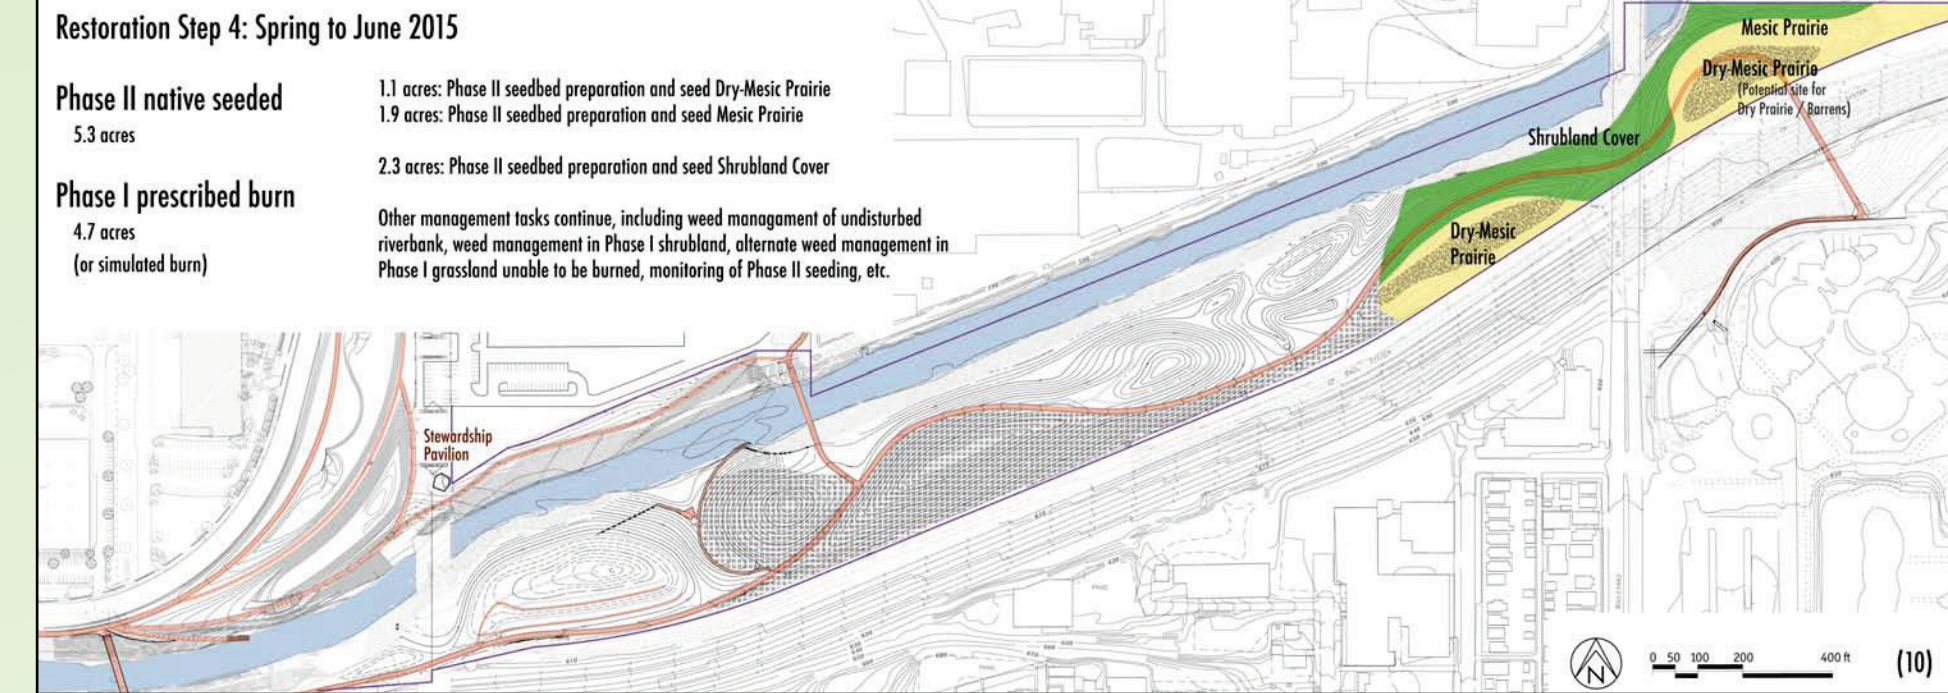 Restoration Step 4: Spring to June 2015
Phase II native seeded
5.3 acres
Phase I prescribed burn
4.7 acres
(or simulated burn)
1.1 acres: Phase II seedbed preparation and seed Dry-Mesic Prairie
1.9 acres: Phase II seedbed preparation and seed Mesic Prairie
2.3 acres: Phase II seedbed preparation and seed Shrubland Cover
Other management tasks continue, including weed managament of undisturbed
riverbank, weed management in Phase I shrubland, alternate weed management in
Phase I grassland unable to be burned, monitoring of Phase II seeding, etc.
Mesic Prairie
Dry-Mesic Prairie
(Potential site for
Dry Prairie / Barrens)
Shrubland Cover
Dry-Mesic
Prairie
Stewardship
Pavilion
0 50 100 200 400 ft
(10)